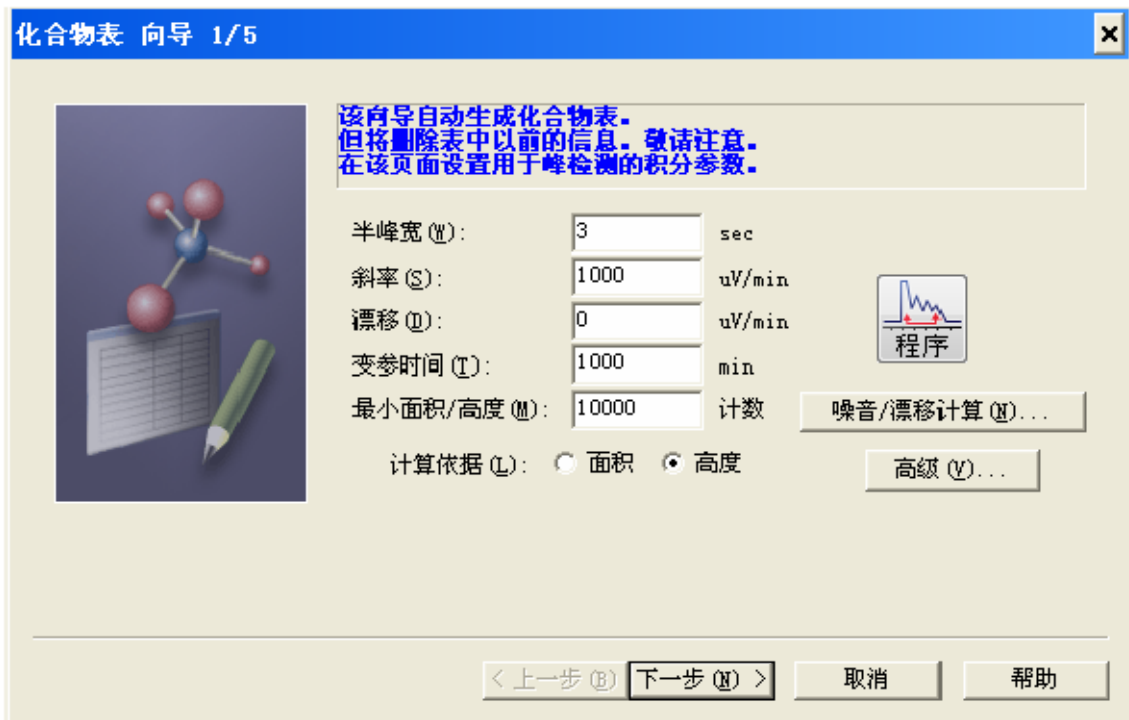 化合物表 向导 1/5
该向导自动生成化合物表。
但将删除表中以前的信息。敬请注意。
在该页面设置用于峰检测的积分参数。
半峰宽(W): 3 sec
斜率(S): 1000 uV/min
漂移(D): 0 uV/min
程序
变参时间(T): 1000 min
最小面积/高度(M): 10000 计数 噪音/漂移计算(N)...
计算依据(L): 面积 高度 高级(V)...
< 上一步(B) 下一步(N) > 取消 帮助